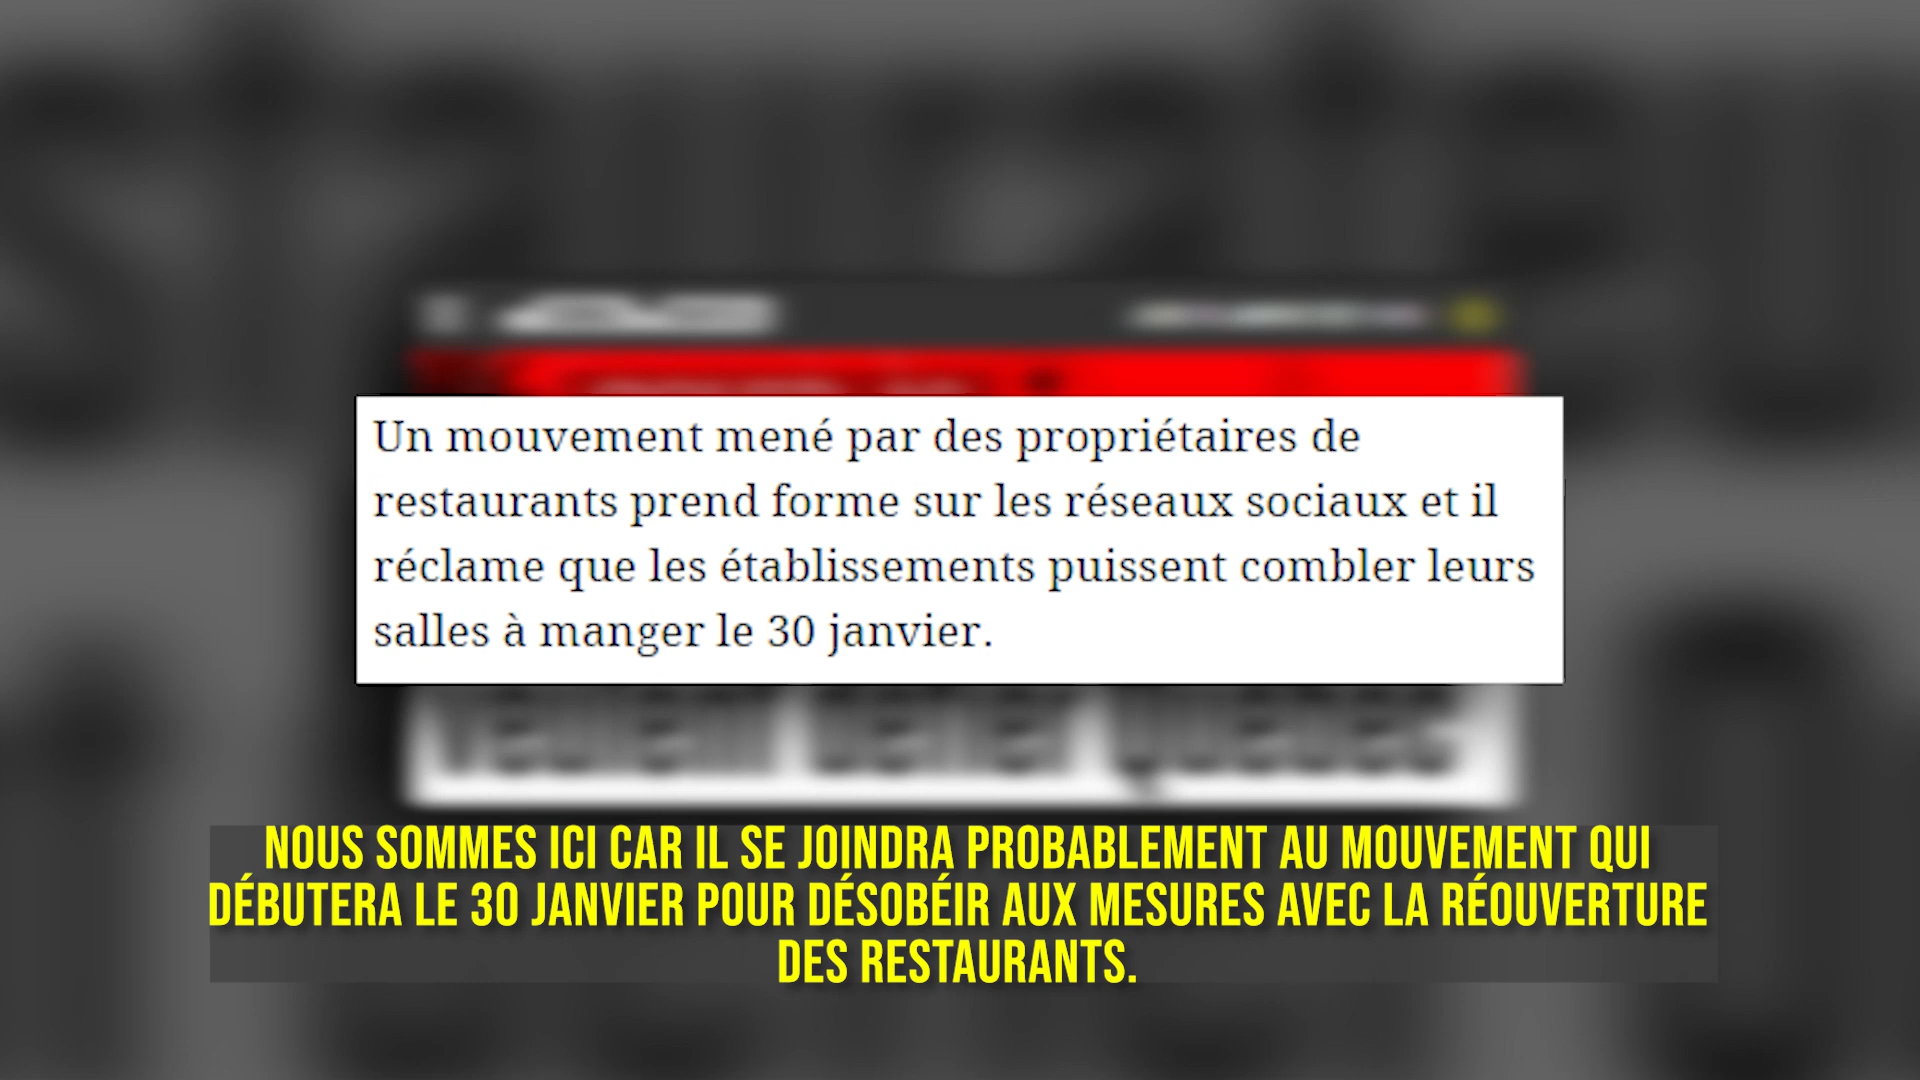 Un mouvement mené par des propriétaires de
restaurants prend forme sur les réseaux sociaux et il
réclame que les établissements puissent combler leurs
salles à manger le 30 janvier.
NOUS SOMMES ICI CAR IL SE JOINDRA PROBABLEMENT AU MOUVEMENT QUI
DÉBUTERA LE 30 JANVIER POUR DÉSOBÉIR AUX MESURES AVEC LA RÉOUVERTURE
DES RESTAURANTS.